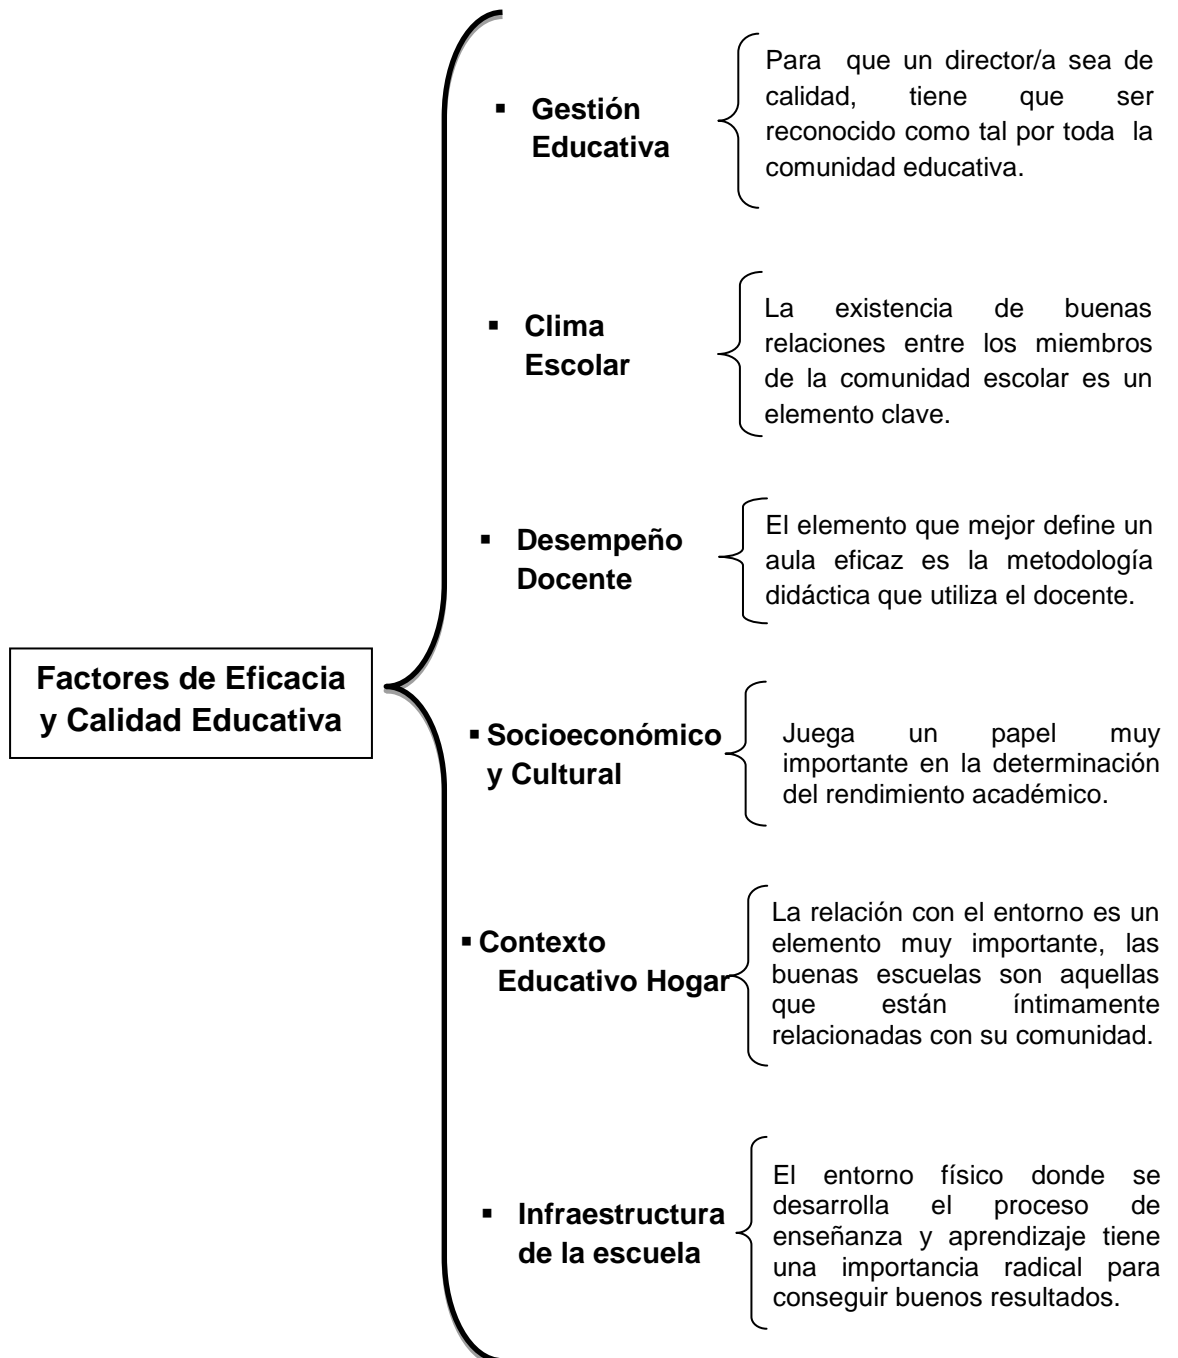 Factores de Eficacia
y Calidad Educativa
▪ Gestión
Educativa
Para que un director/a sea de
calidad, tiene que ser
reconocido como tal por toda la
comunidad educativa.
▪ Clima
Escolar
La existencia de buenas
relaciones entre los miembros
de la comunidad escolar es un
elemento clave.
▪ Desempeño
Docente
El elemento que mejor define un
aula eficaz es la metodología
didáctica que utiliza el docente.
▪ Socioeconómico
y Cultural
Juega un papel muy
importante en la determinación
del rendimiento académico.
▪ Contexto
Educativo Hogar
La relación con el entorno es un
elemento muy importante, las
buenas escuelas son aquellas
que están íntimamente
relacionadas con su comunidad.
▪ Infraestructura
de la escuela
El entorno físico donde se
desarrolla el proceso de
enseñanza y aprendizaje tiene
una importancia radical para
conseguir buenos resultados.